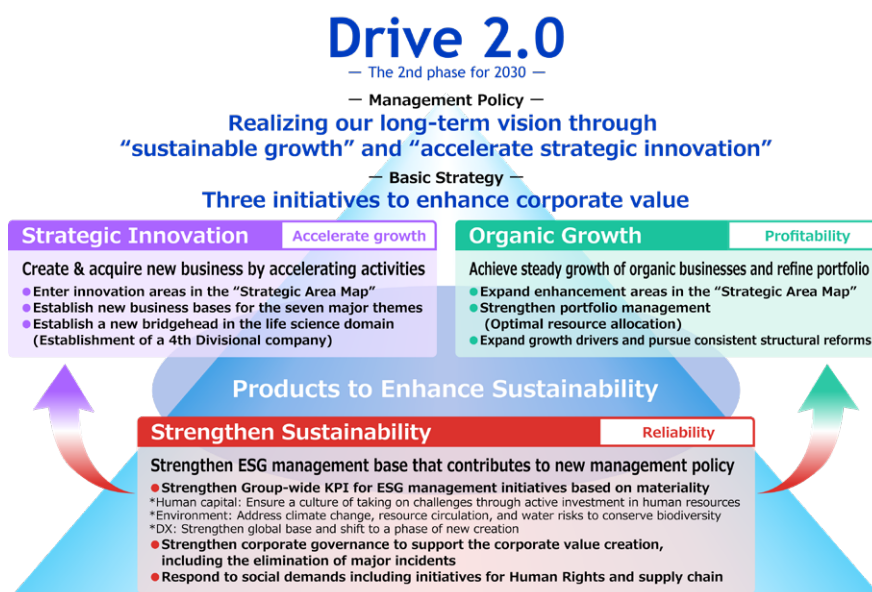 Drive 2.0
— The 2nd phase for 2030 —
— Management Policy —
Realizing our long-term vision through
“sustainable growth” and “accelerate strategic innovation”
— Basic Strategy —
Three initiatives to enhance corporate value
Strategic Innovation
Accelerate growth
Create & acquire new business by accelerating activities
● Enter innovation areas in the “Strategic Area Map”
● Establish new business bases for the seven major themes
● Establish a new bridgehead in the life science domain
(Establishment of a 4th Divisional company)
Organic Growth
Profitability
Achieve steady growth of organic businesses and refine portfolio
● Expand enhancement areas in the “Strategic Area Map”
● Strengthen portfolio management
(Optimal resource allocation)
● Expand growth drivers and pursue consistent structural reforms
Products to Enhance Sustainability
Strengthen Sustainability
Reliability
Strengthen ESG management base that contributes to new management policy
● Strengthen Group-wide KPI for ESG management initiatives based on materiality
*Human capital: Ensure a culture of taking on challenges through active investment in human resources
*Environment: Address climate change, resource circulation, and water risks to conserve biodiversity
*DX: Strengthen global base and shift to a phase of new creation
● Strengthen corporate governance to support the corporate value creation,
including the elimination of major incidents
● Respond to social demands including initiatives for Human Rights and supply chain